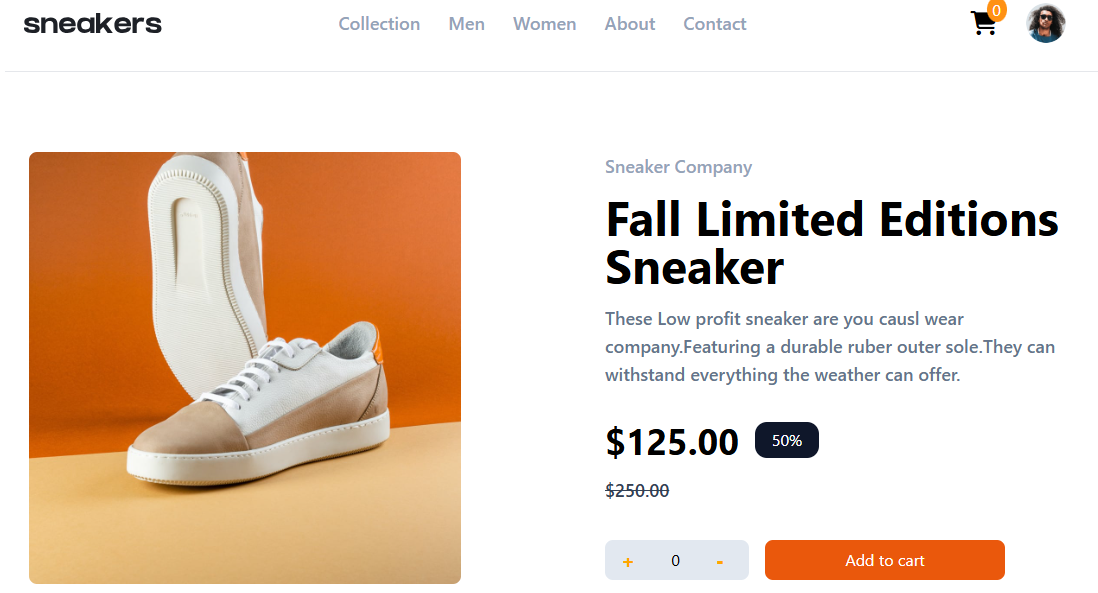 sneakers
Collection Men Women About Contact
0
Sneaker Company
Fall Limited Editions
Sneaker
These Low profit sneaker are you causl wear
company.Featuring a durable ruber outer sole.They can
withstand everything the weather can offer.
$125.00 50%
$250.00
+ 0 - Add to cart